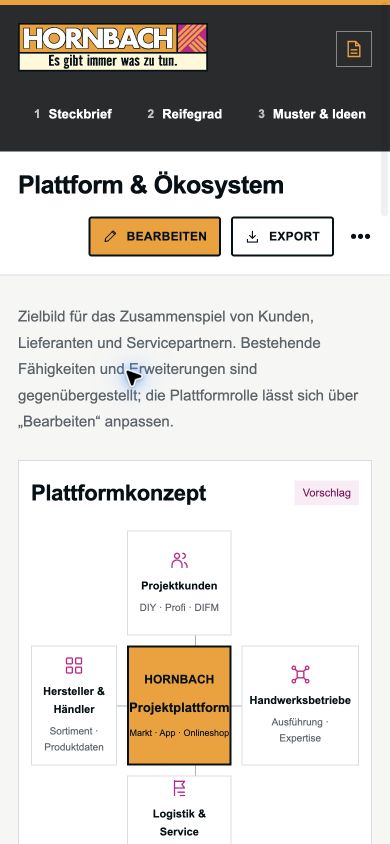 HORNBACH
Es gibt immer was zu tun.
1 Steckbrief 2 Reifegrad 3 Muster & Ideen
Plattform & Ökosystem
BEARBEITEN EXPORT
Zielbild für das Zusammenspiel von Kunden,
Lieferanten und Servicepartnern. Bestehende
Fähigkeiten und Erweiterungen sind
gegenübergestellt; die Plattformrolle lässt sich über
„Bearbeiten“ anpassen.
Plattformkonzept
Vorschlag
Projektkunden
DIY · Profi · DIFM
Hersteller &
Händler
Sortiment ·
Produktdaten
HORNBACH
Projektplattform
Markt · App · Onlineshop
Handwerksbetriebe
Ausführung ·
Expertise
Logistik &
Service